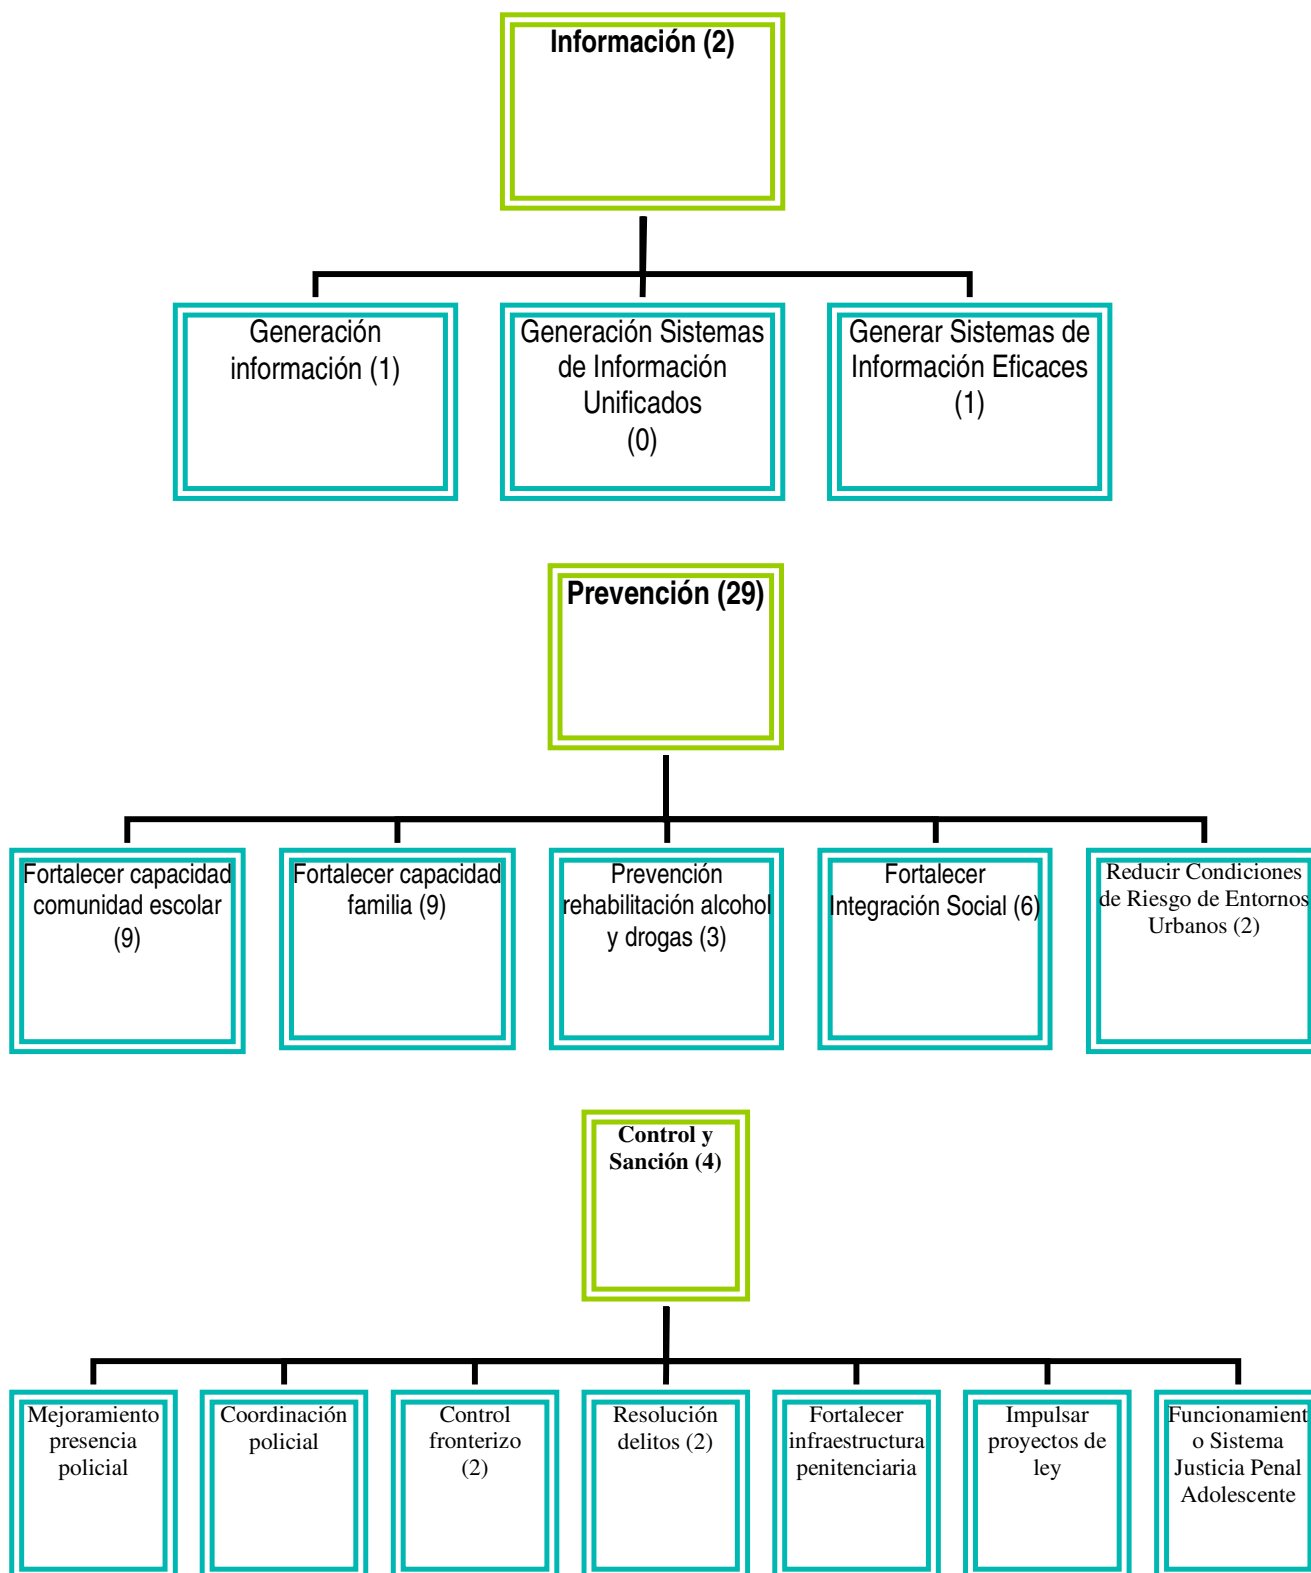 Información (2)
Generación
información (1)
Generación Sistemas
de Información
Unificados
(0)
Generar Sistemas de
Información Eficaces
(1)
Prevención (29)
Fortalecer capacidad
comunidad escolar
(9)
Fortalecer capacidad
familia (9)
Prevención
rehabilitación alcohol
y drogas (3)
Fortalecer
Integración Social (6)
Reducir Condiciones
de Riesgo de Entornos
Urbanos (2)
Control y
Sanción (4)
Mejoramiento
presencia
policial
Coordinación
policial
Control
fronterizo
(2)
Resolución
delitos (2)
Fortalecer
infraestructura
penitenciaria
Impulsar
proyectos de
ley
Funcionamient
o Sistema
Justicia Penal
Adolescente